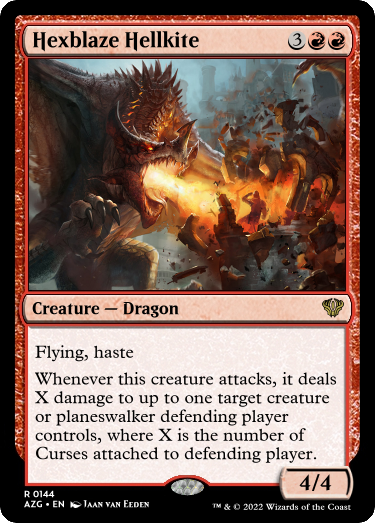 Hexblaze Hellkite 3
Creature — Dragon
Flying, haste
Whenever this creature attacks, it deals
X damage to up to one target creature
or planeswalker defending player
controls, where X is the number of
Curses attached to defending player.
4/4
R 0144
AZG • EN Jaan van Eeden
™ & © 2022 Wizards of the Coast